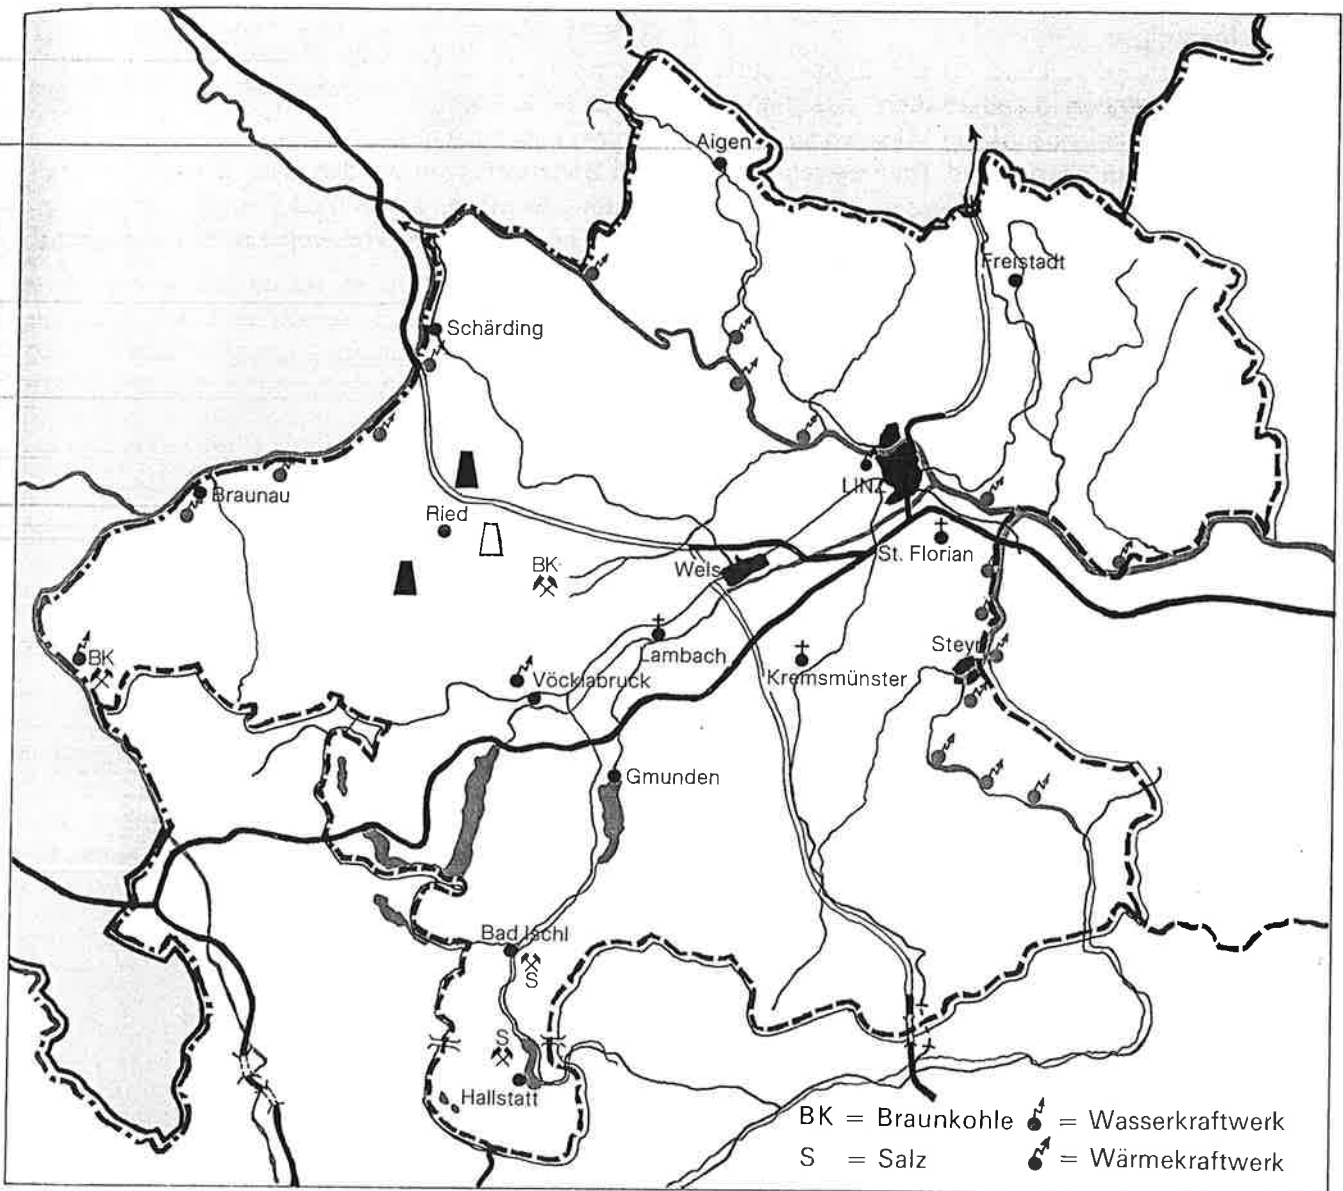 Aigen
Freistadt
Schärding
Braunau
LINZ
Ried
BK
St. Florian
Wels
Steyr
BK
Lambach
Kremsmünster
Vöcklabruck
Gmunden
Bad Ischl
S
S
Hallstatt
BK = Braunkohle
= Wasserkraftwerk
S = Salz
= Wärmekraftwerk